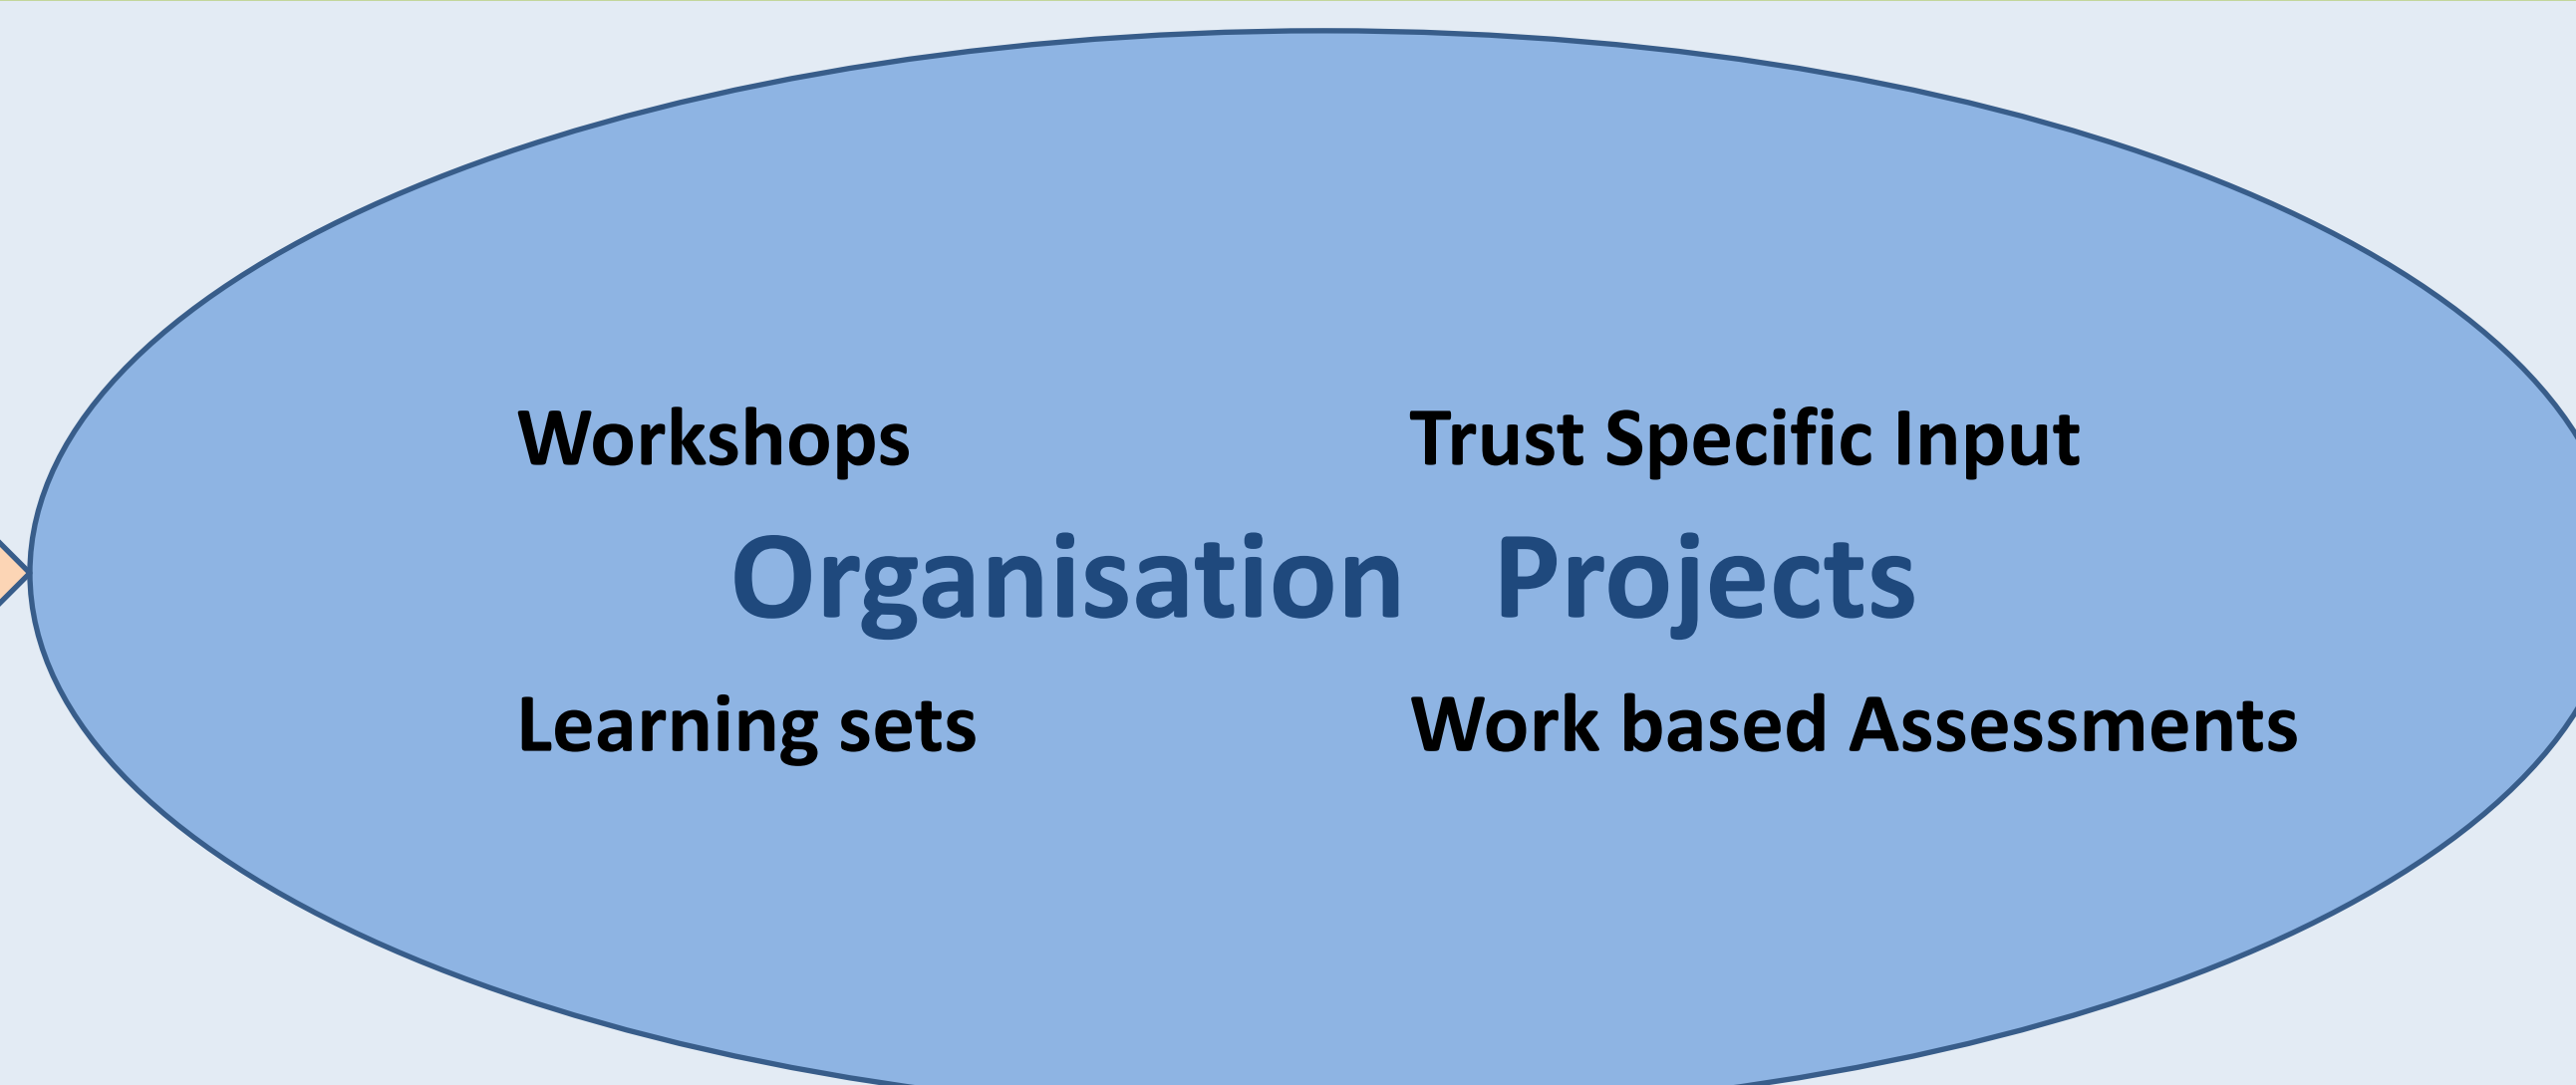 Workshops Trust Specific Input
Organisation Projects
Learning sets Work based Assessments